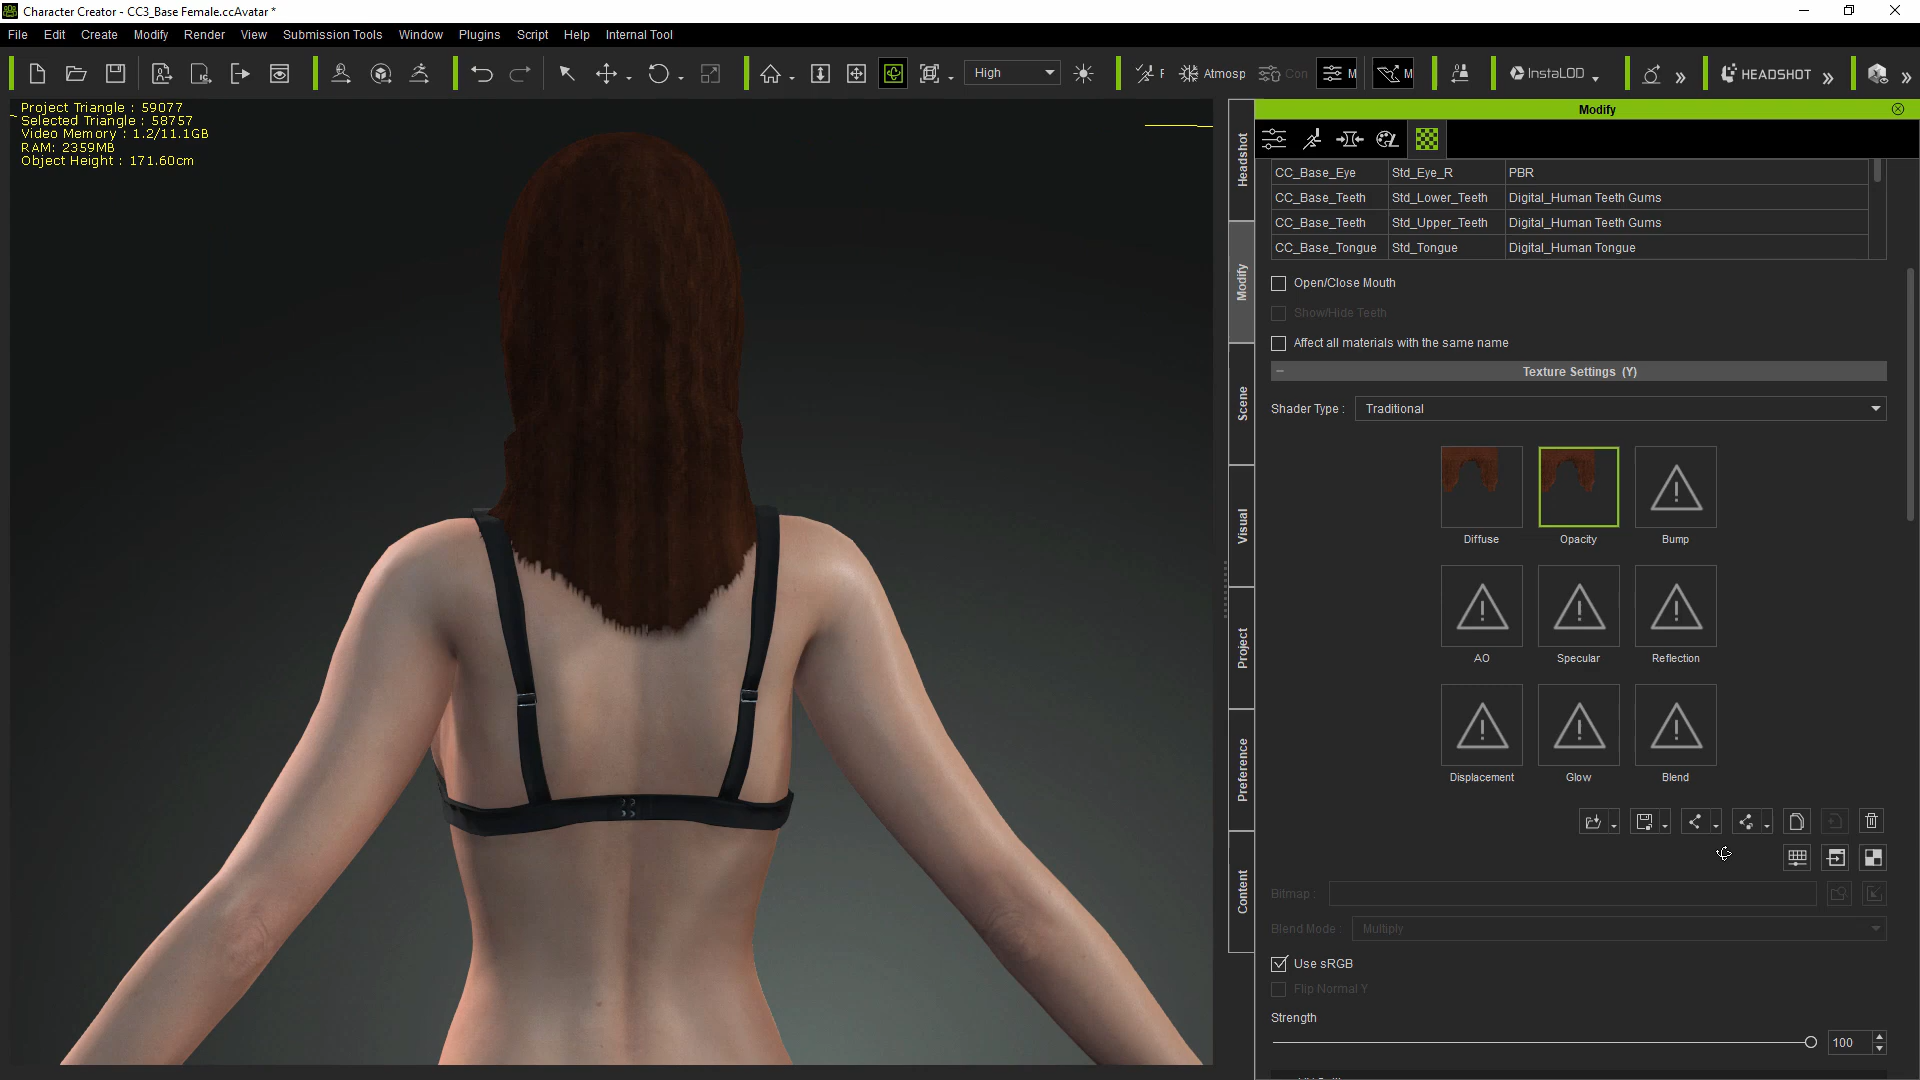 Character Creator - CC3_Base Female.ccAvatar *
File Edit Create Modify Render View Submission Tools Window Plugins Script Help Internal Tool
High F Atmosp Con M M InstaLOD HEADSHOT
Project Triangle : 59077
Selected Triangle : 58757
Video Memory : 1.2/11.1GB
RAM: 2359MB
Object Height : 171.60cm
Headshot
Modify
Scene
Visual
Project
Preference
Content
Modify
CC_Base_Eye Std_Eye_R PBR
CC_Base_Teeth Std_Lower_Teeth Digital_Human Teeth Gums
CC_Base_Teeth Std_Upper_Teeth Digital_Human Teeth Gums
CC_Base_Tongue Std_Tongue Digital_Human Tongue
Open/Close Mouth
Show/Hide Teeth
Affect all materials with the same name
Texture Settings (Y)
Shader Type : Traditional
Diffuse Opacity Bump
AO Specular Reflection
Displacement Glow Blend
Bitmap :
Blend Mode : Multiply
Use sRGB
Flip Normal Y
Strength
100